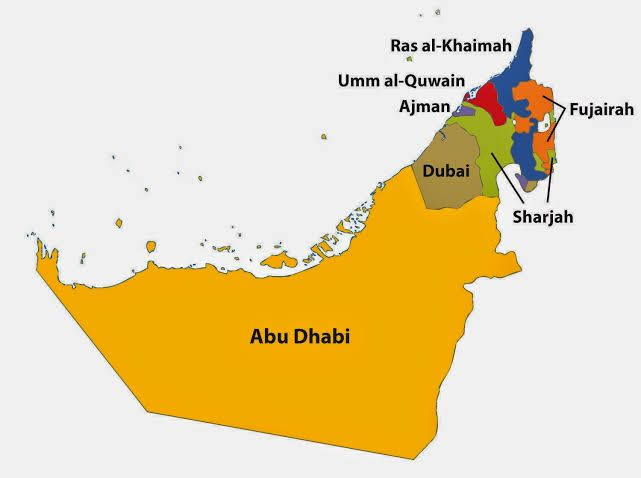 Ras al-Khaimah
Umm al-Quwain
Ajman
Fujairah
Dubai
Sharjah
Abu Dhabi